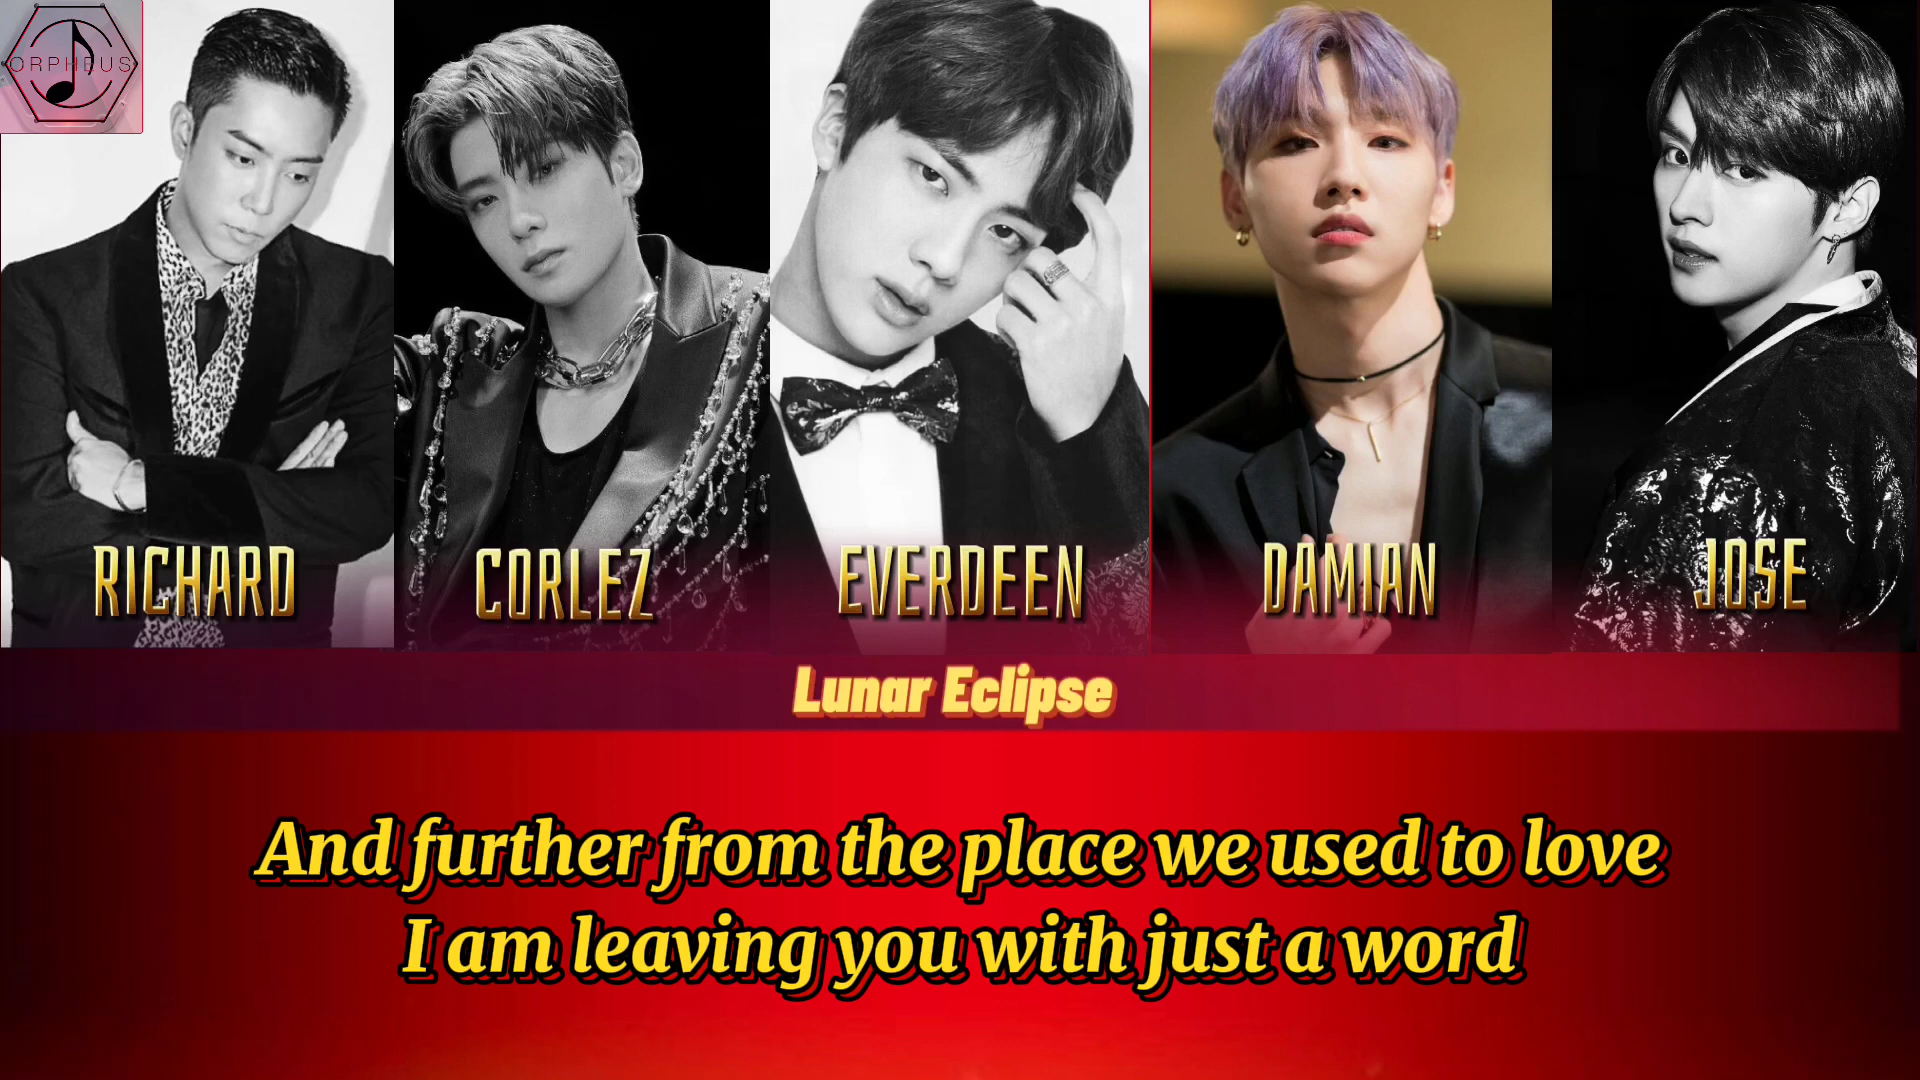 ORPHEUS
RICHARD
CORLEZ
EVERDEEN
DAMIAN
JOSE
Lunar Eclipse
And further from the place we used to love
I am leaving you with just a word